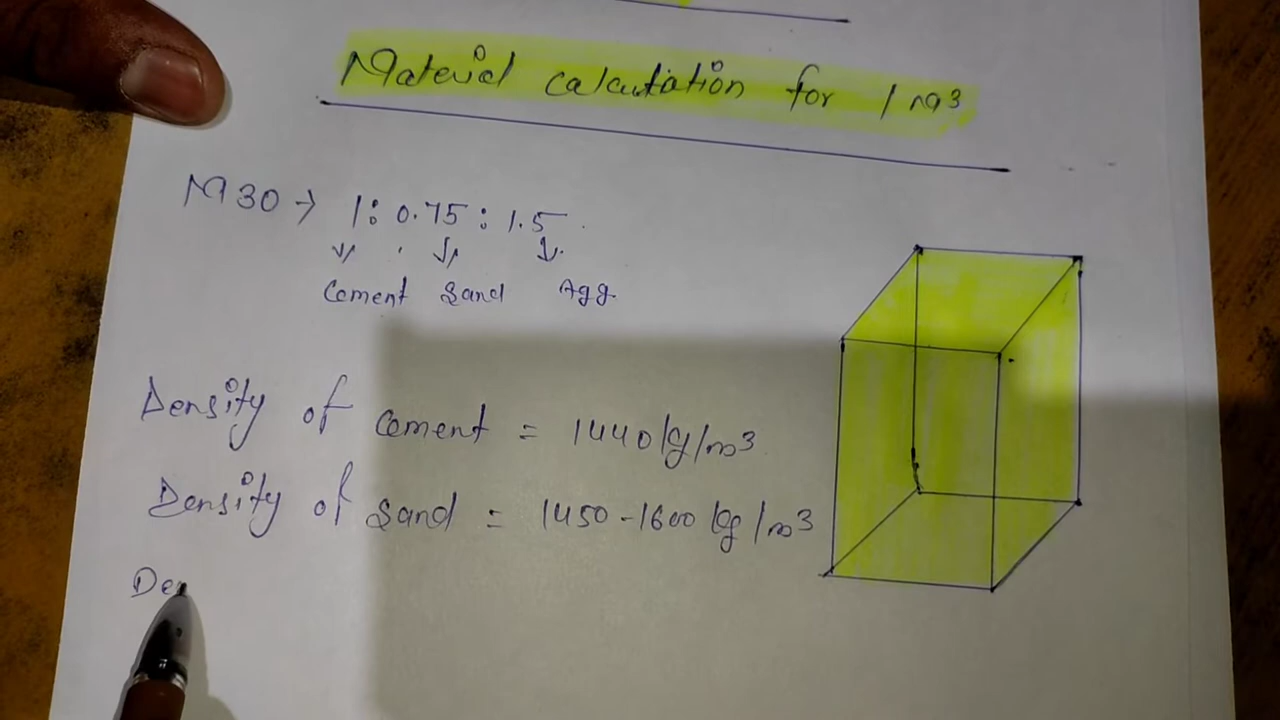 Material calculation for 1 m³
M30 → 1 : 0.75 : 1.5
Cement Sand Agg.
Density of cement = 1440 kg/m³
Density of Sand = 1450 - 1600 kg/m³
De